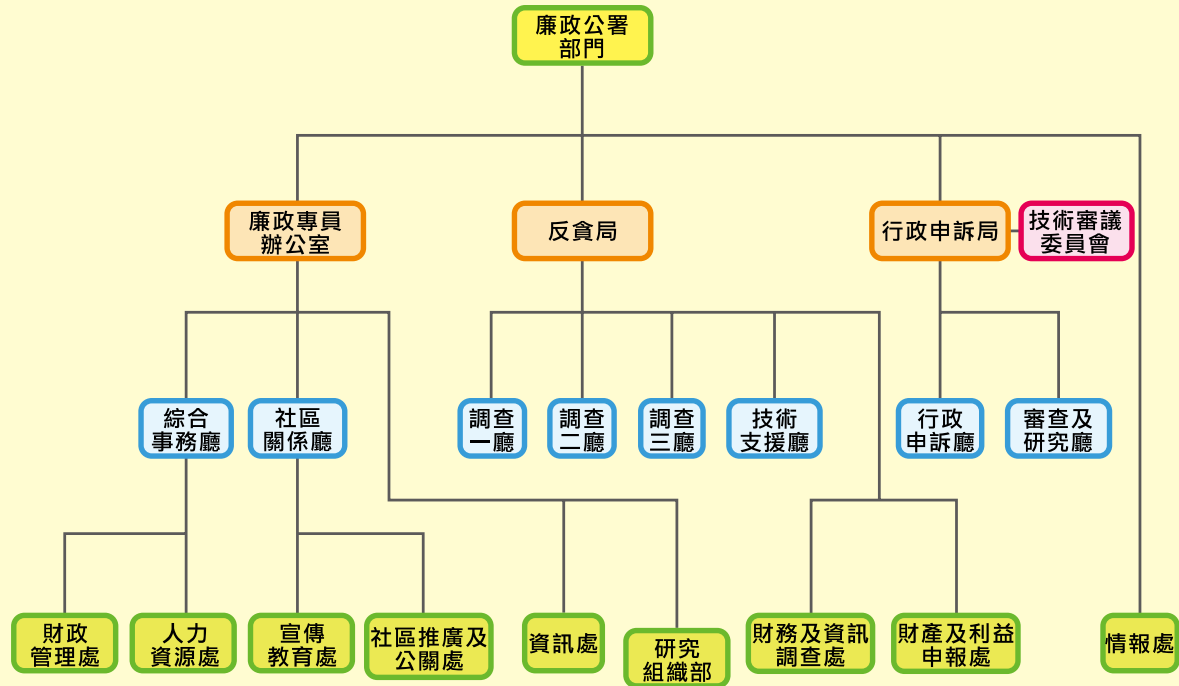 廉政公署
部門
廉政專員
辦公室
反貪局
行政申訴局
技術審議
委員會
綜合
事務廳
社區
關係廳
調查
一廳
調查
二廳
調查
三廳
技術
支援廳
行政
申訴廳
審查及
研究廳
財政
管理處
人力
資源處
宣傳
教育處
社區推廣及
公關處
資訊處
研究
組織部
財務及資訊
調查處
財產及利益
申報處
情報處